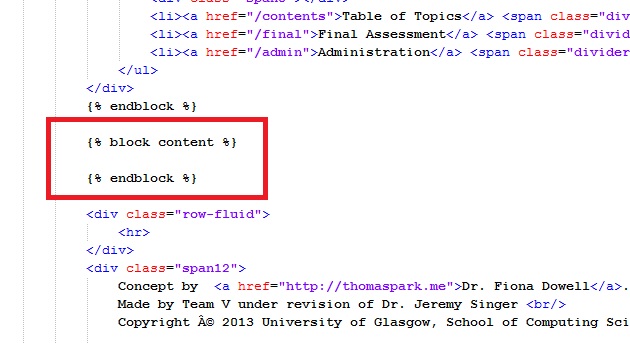 <li><a href="/contents">Table of Topics</a> <span class="div
<li><a href="/final">Final Assessment</a> <span class="divid
<li><a href="/admin">Administration</a> <span class="divider
</ul>
</div>
{% endblock %}
{% block content %}
{% endblock %}
<div class="row-fluid">
<hr>
</div>
<div class="span12">
Concept by  <a href="http://thomaspark.me">Dr. Fiona Dowell</a>.
Made by Team V under revision of Dr. Jeremy Singer <br/>
Copyright Â© 2013 University of Glasgow, School of Computing Sci